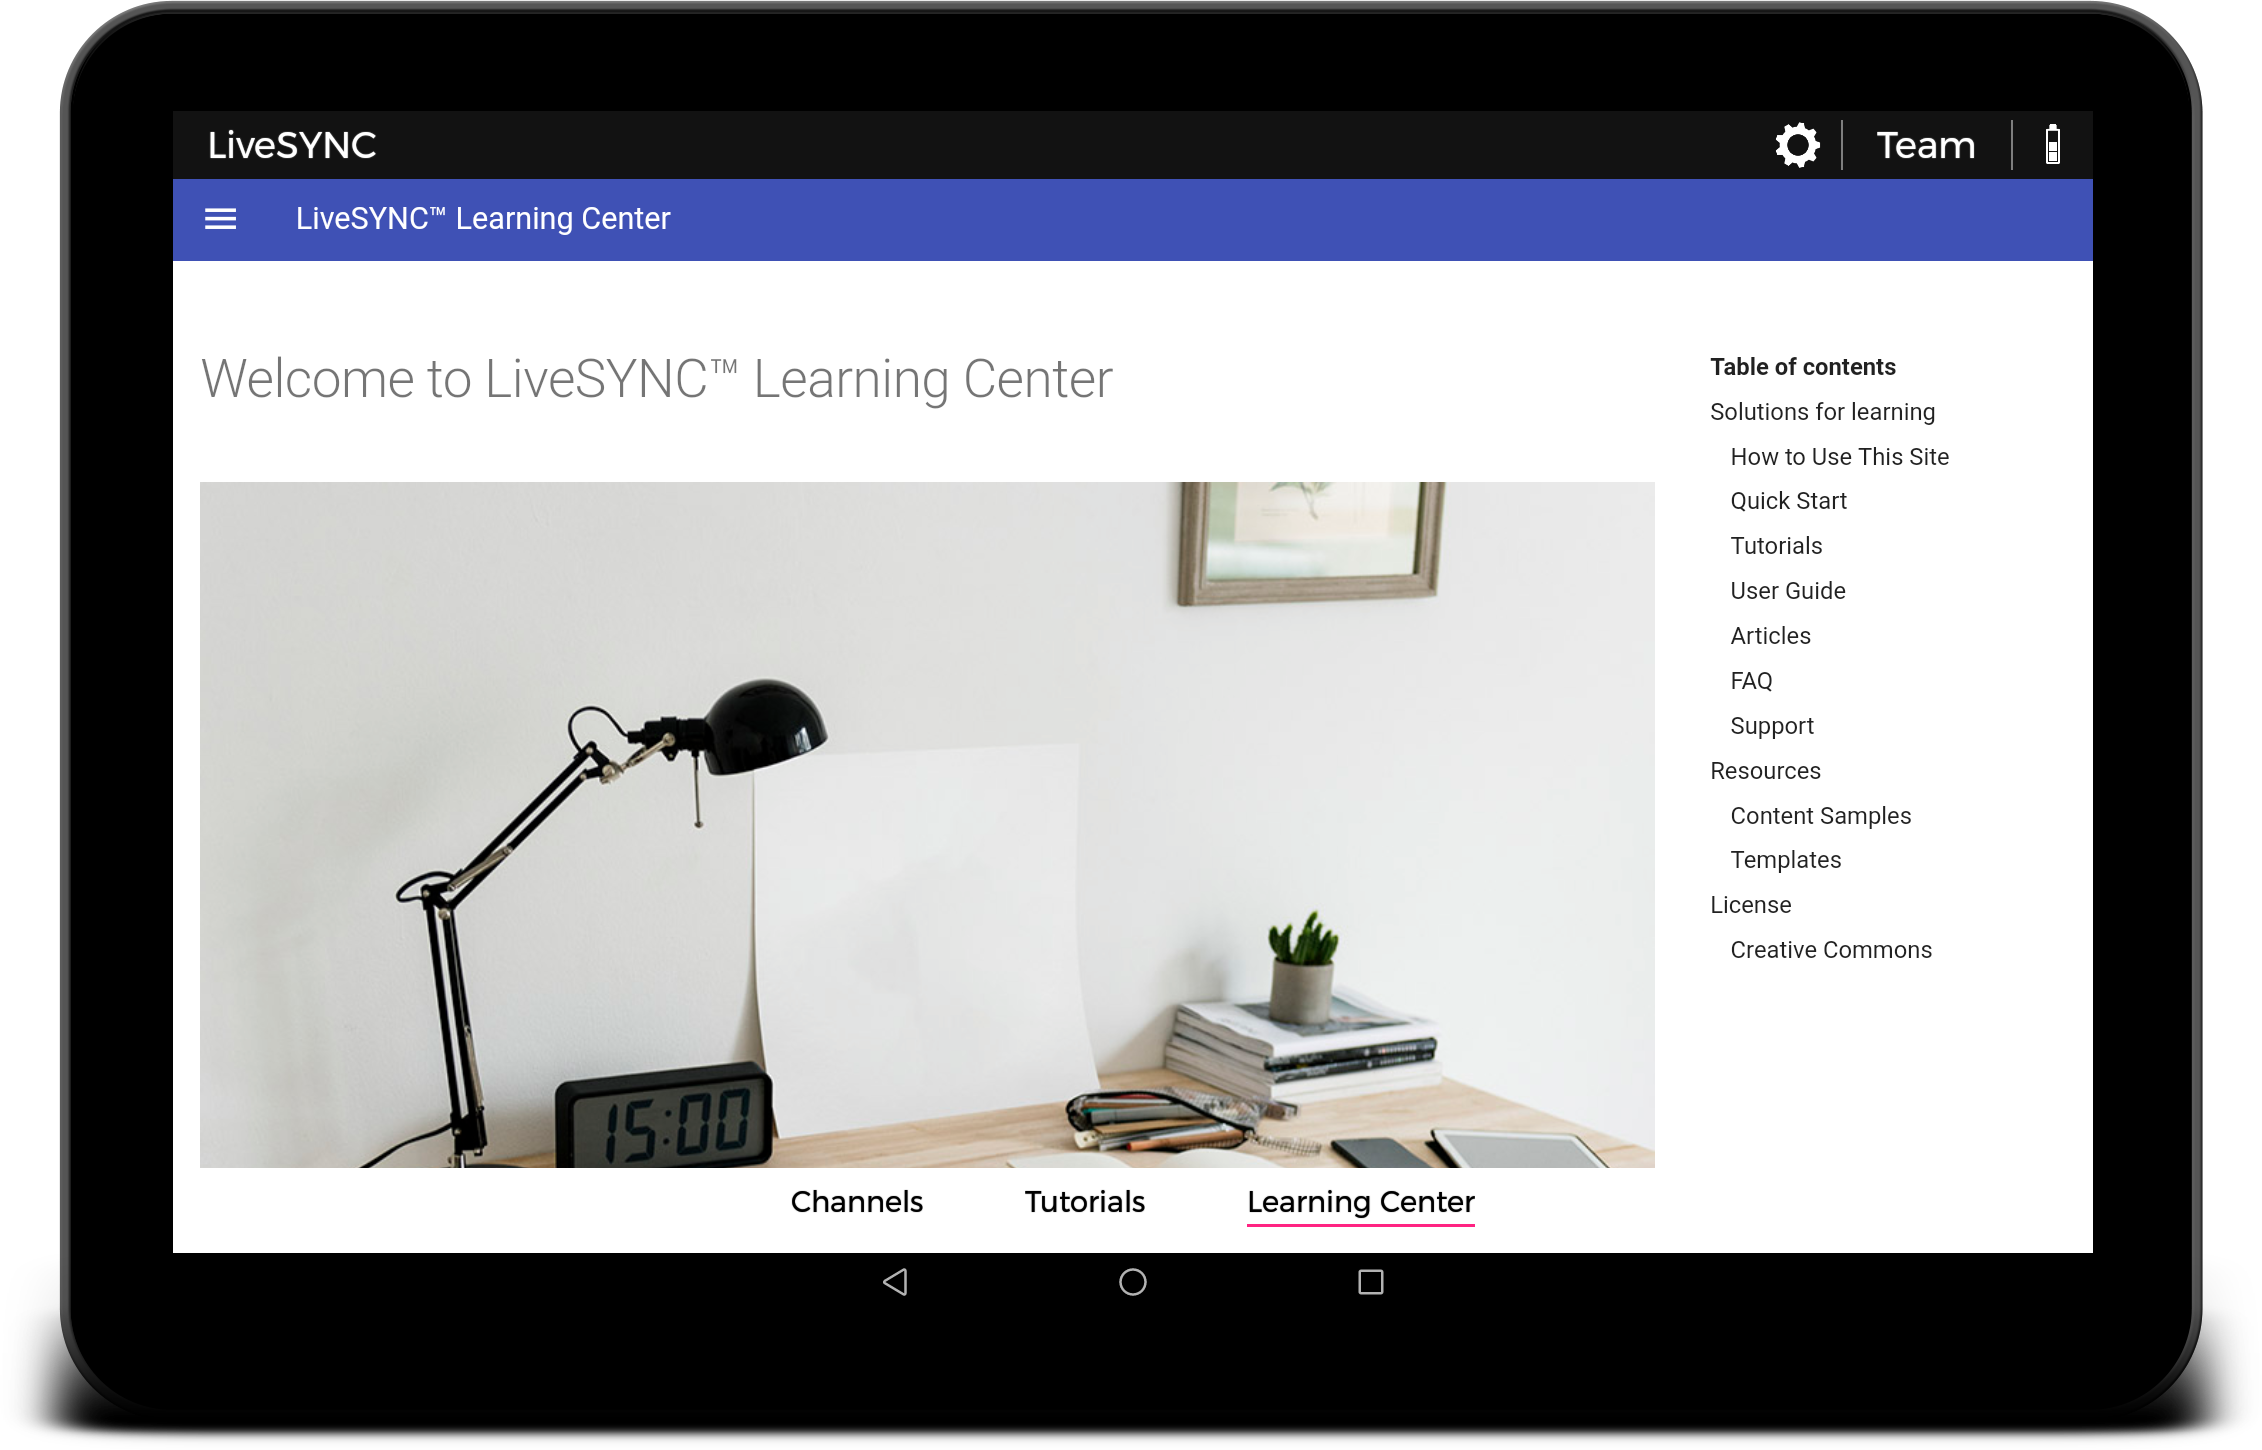 LiveSYNC
Team
LiveSYNC™ Learning Center
Welcome to LiveSYNC™ Learning Center
Table of contents
Solutions for learning
How to Use This Site
Quick Start
Tutorials
User Guide
Articles
FAQ
Support
Resources
Content Samples
Templates
License
Creative Commons
15:00
Channels
Tutorials
Learning Center